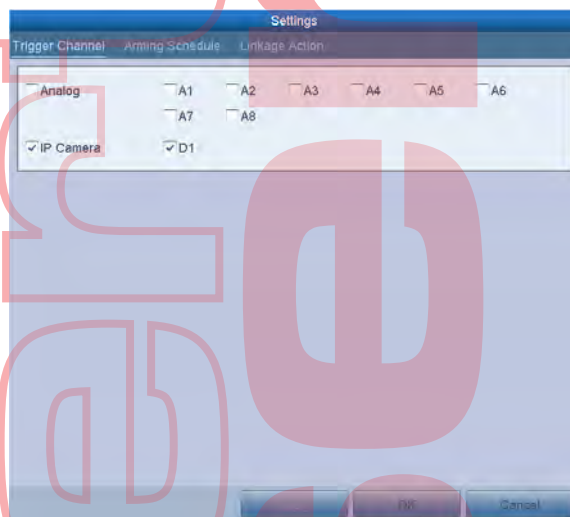 Settings
Trigger Channel Arming Schedule Linkage Action
Analog A1 A2 A3 A4 A5 A6
A7 A8
IP Camera D1
OK Cancel